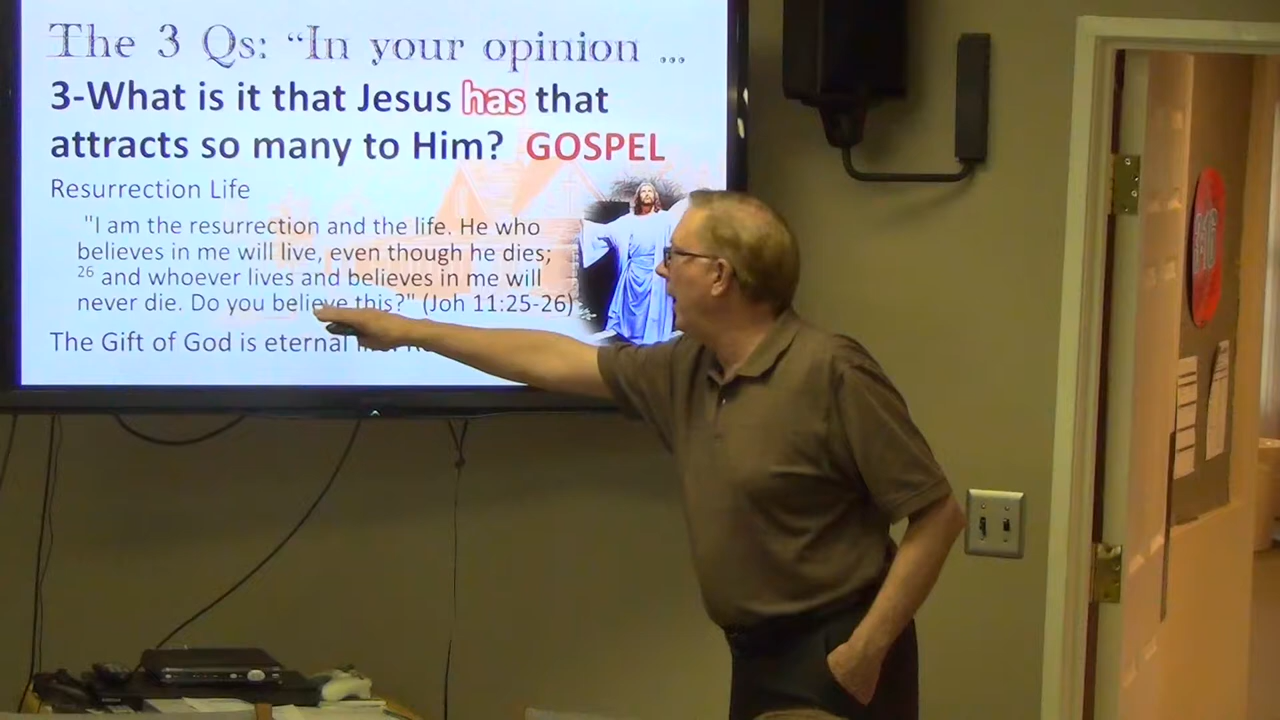 The 3 Qs: “In your opinion ...
3-What is it that Jesus has that
attracts so many to Him? GOSPEL
Resurrection Life
"I am the resurrection and the life. He who
believes in me will live, even though he dies;
26 and whoever lives and believes in me will
never die. Do you believe this?" (Joh 11:25-26)
The Gift of God is eternal